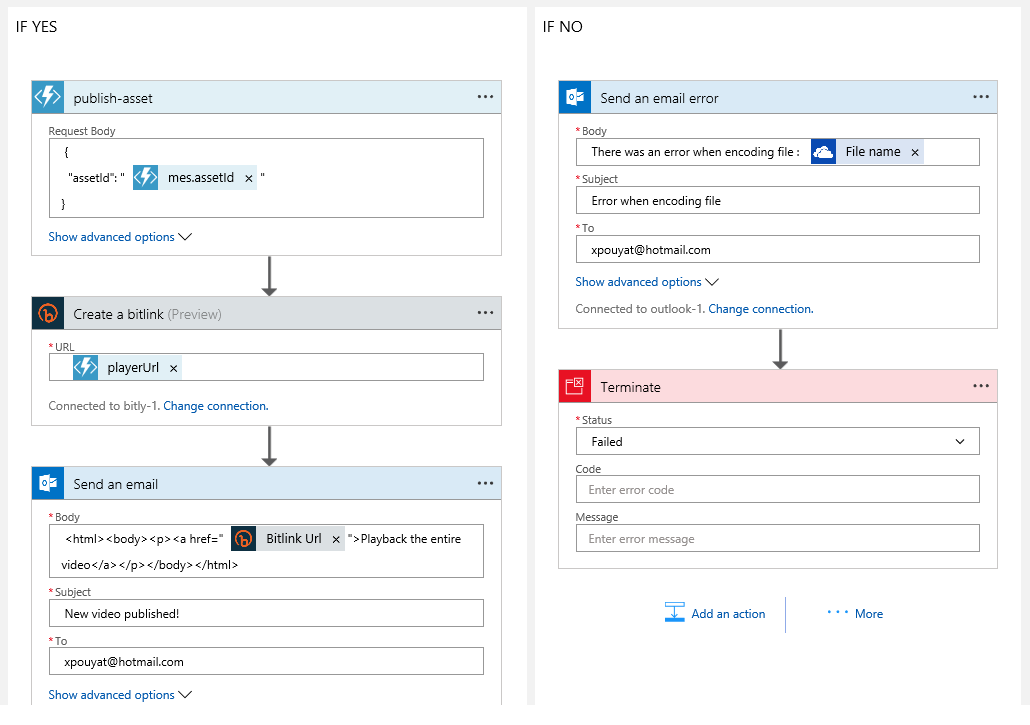 IF YES
publish-asset
Request Body
{
"assetId": " mes.assetId × "
}
Show advanced options
Create a bitlink (Preview)
* URL
playerUrl ×
Connected to bitly-1. Change connection.
Send an email
* Body
<html><body><p><a href=" Bitlink Url × ">Playback the entire
video</a></p></body></html>
* Subject
New video published!
* To
xpouyat@hotmail.com
Show advanced options
IF NO
Send an email error
* Body
There was an error when encoding file : File name ×
* Subject
Error when encoding file
* To
xpouyat@hotmail.com
Show advanced options
Connected to outlook-1. Change connection.
Terminate
* Status
Failed
Code
Enter error code
Message
Enter error message
Add an action
More